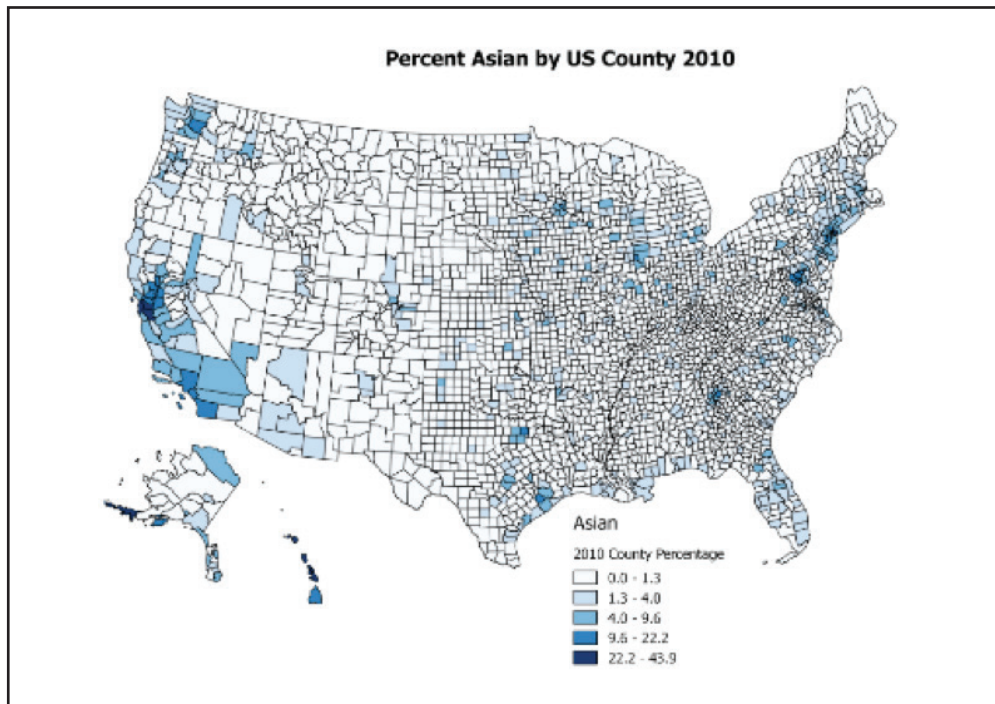 Percent Asian by US County 2010
Asian
2010 County Percentage
0.0 - 1.3
1.3 - 4.0
4.0 - 9.6
9.6 - 22.2
22.2 - 43.9